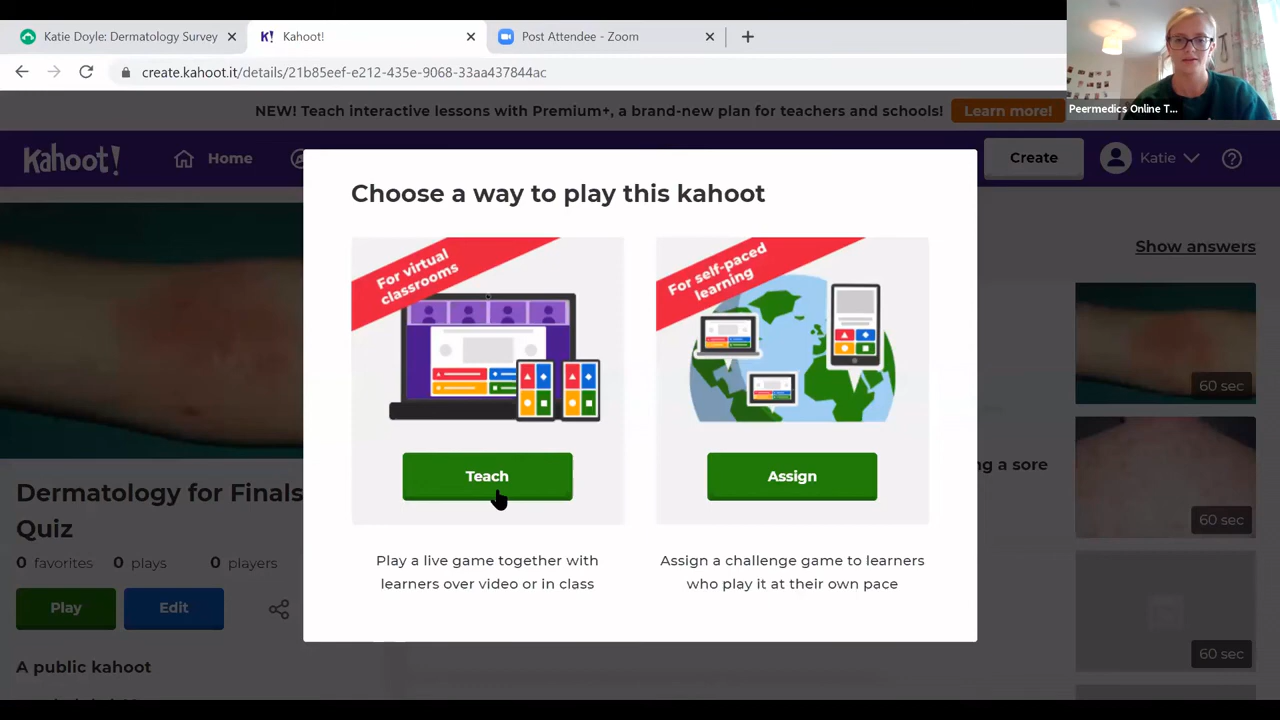 Katie Doyle: Dermatology Survey
K! Kahoot!
Post Attendee - Zoom
create.kahoot.it/details/21b85eef-e212-435e-9068-33aa437844ac
Peermedics Online T...
NEW! Teach interactive lessons with Premium+, a brand-new plan for teachers and schools! Learn more!
Kahoot! Home
Create Katie
Choose a way to play this kahoot
For virtual
classrooms
For self-paced
learning
Show answers
60 sec
Teach
Assign
ng a sore
Dermatology for Finals
Quiz
60 sec
0 favorites 0 plays 0 players
Play a live game together with
learners over video or in class
Assign a challenge game to learners
who play it at their own pace
Play Edit
60 sec
A public kahoot